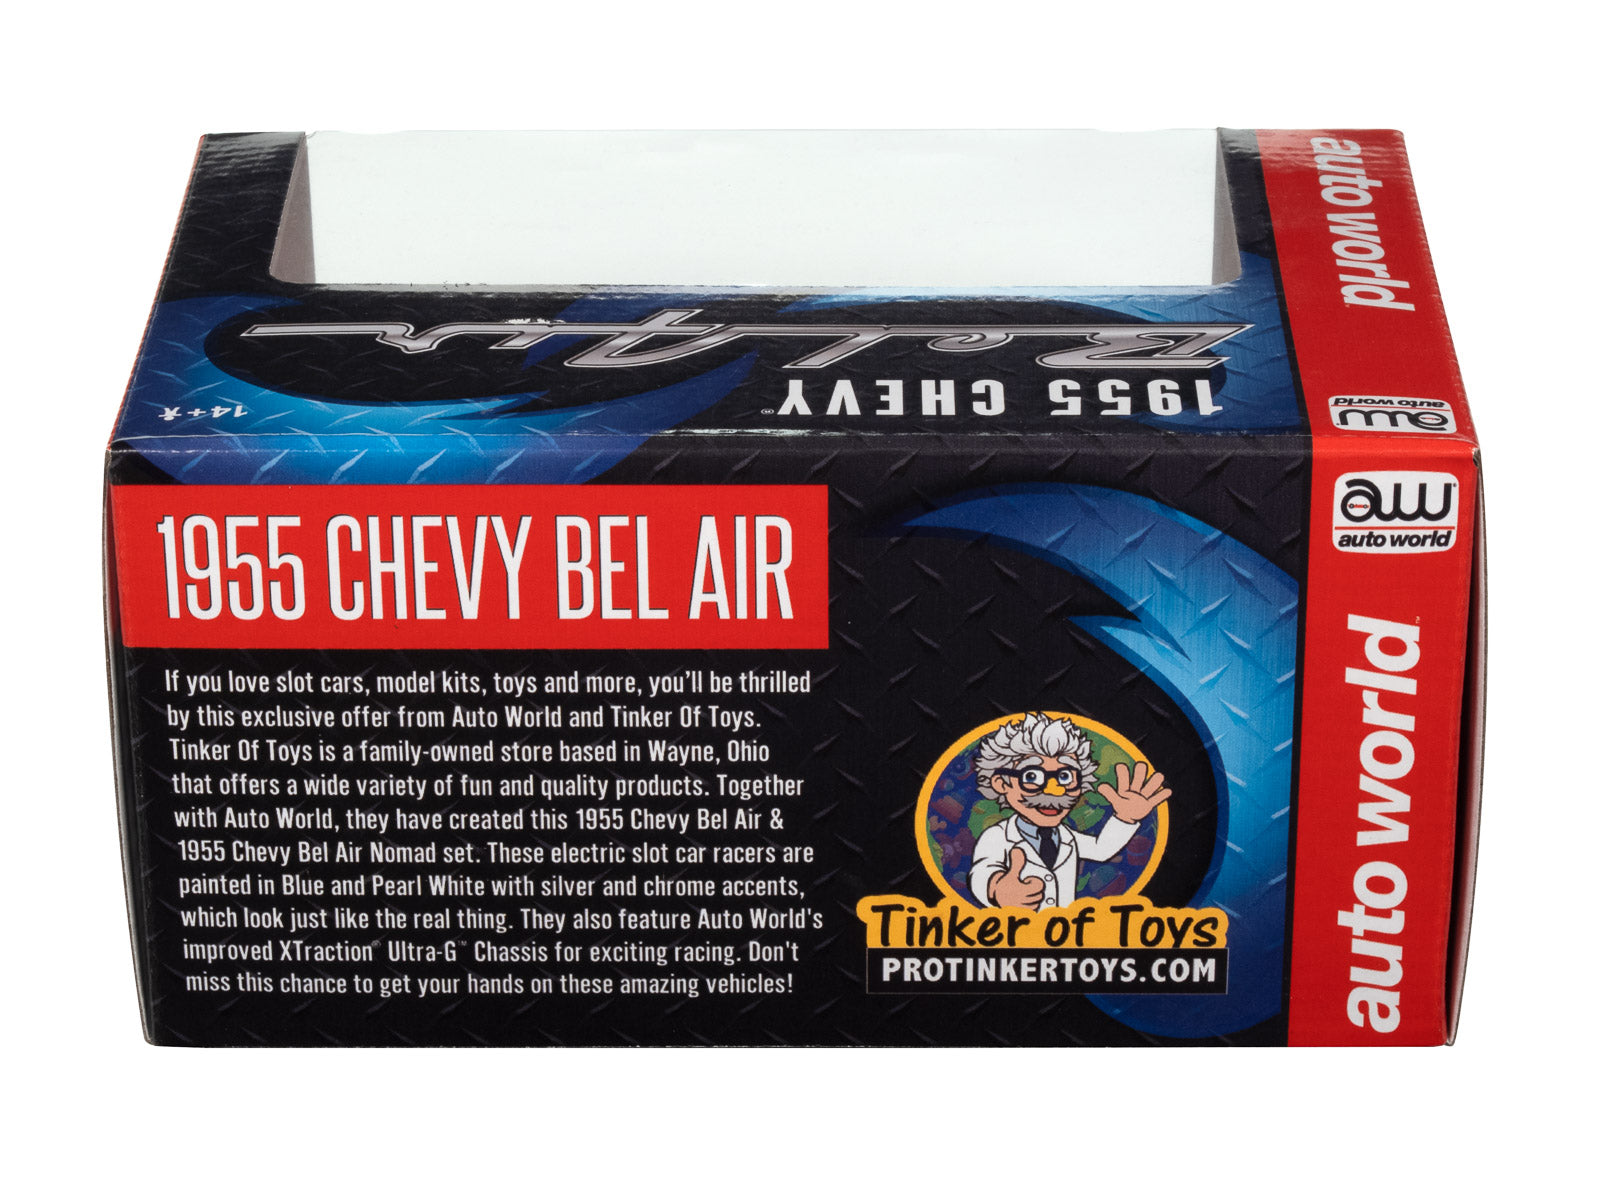 auto world
aw
auto world
Bel Air
1955 CHEVY®
14+
1955 CHEVY BEL AIR
If you love slot cars, model kits, toys and more, you'll be thrilled
by this exclusive offer from Auto World and Tinker Of Toys.
Tinker Of Toys is a family-owned store based in Wayne, Ohio
that offers a wide variety of fun and quality products. Together
with Auto World, they have created this 1955 Chevy Bel Air &
1955 Chevy Bel Air Nomad set. These electric slot car racers are
painted in Blue and Pearl White with silver and chrome accents,
which look just like the real thing. They also feature Auto World's
improved XTraction® Ultra-G™ Chassis for exciting racing. Don't
miss this chance to get your hands on these amazing vehicles!
Tinker of Toys
PROTINKERTOYS.COM
aw
auto world
auto world™